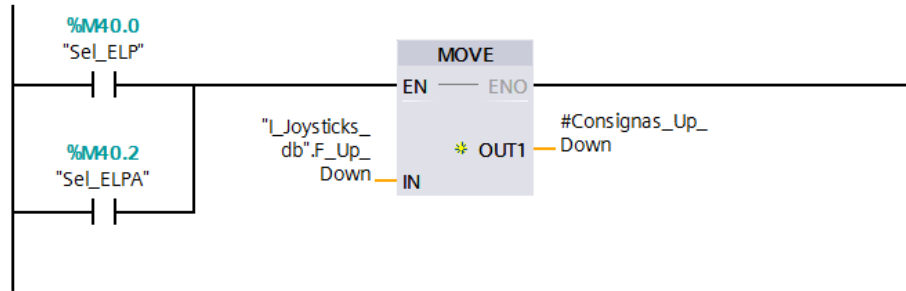 %M40.0
"Sel_ELP"
MOVE
EN
ENO
"I_Joysticks_
db".F_Up_
Down
IN
OUT1
#Consignas_Up_
Down
%M40.2
"Sel_ELPA"